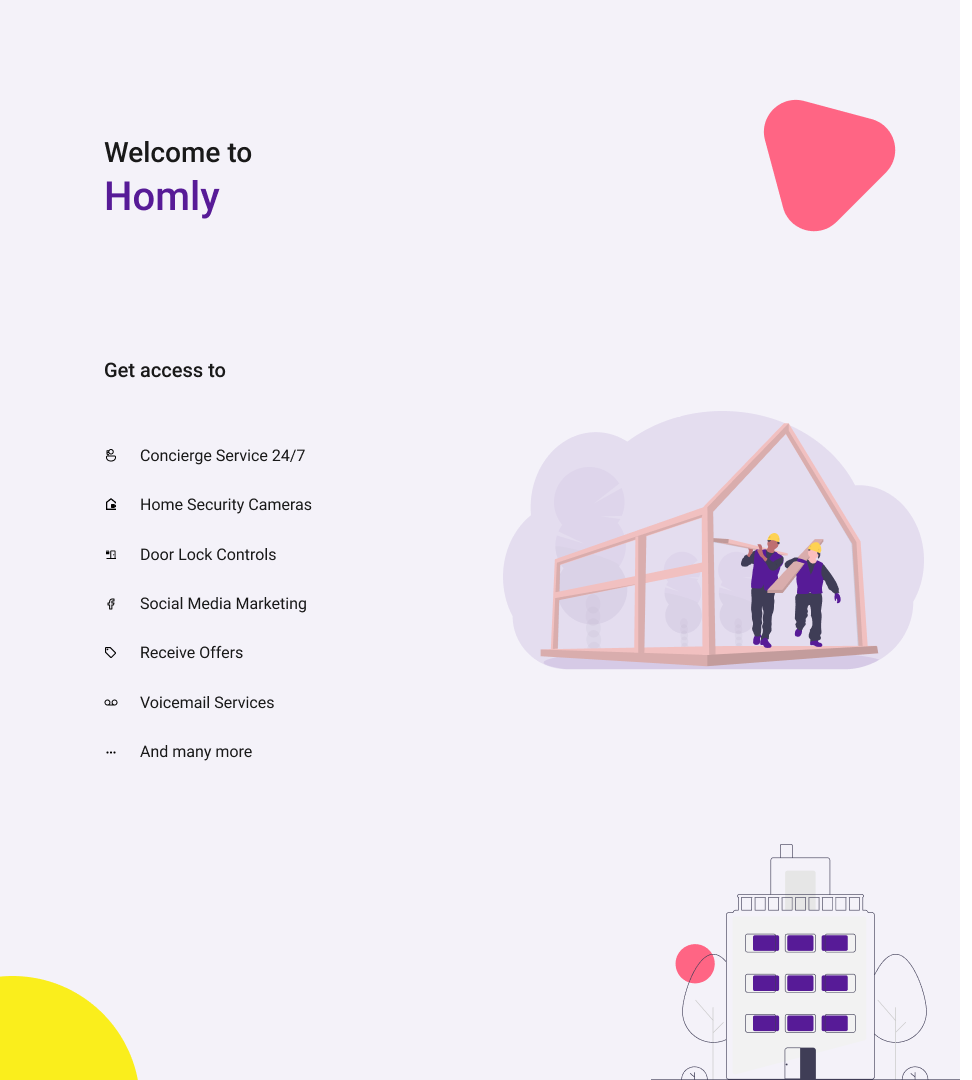 Welcome to
Homly
Get access to
Concierge Service 24/7
Home Security Cameras
Door Lock Controls
Social Media Marketing
Receive Offers
Voicemail Services
And many more